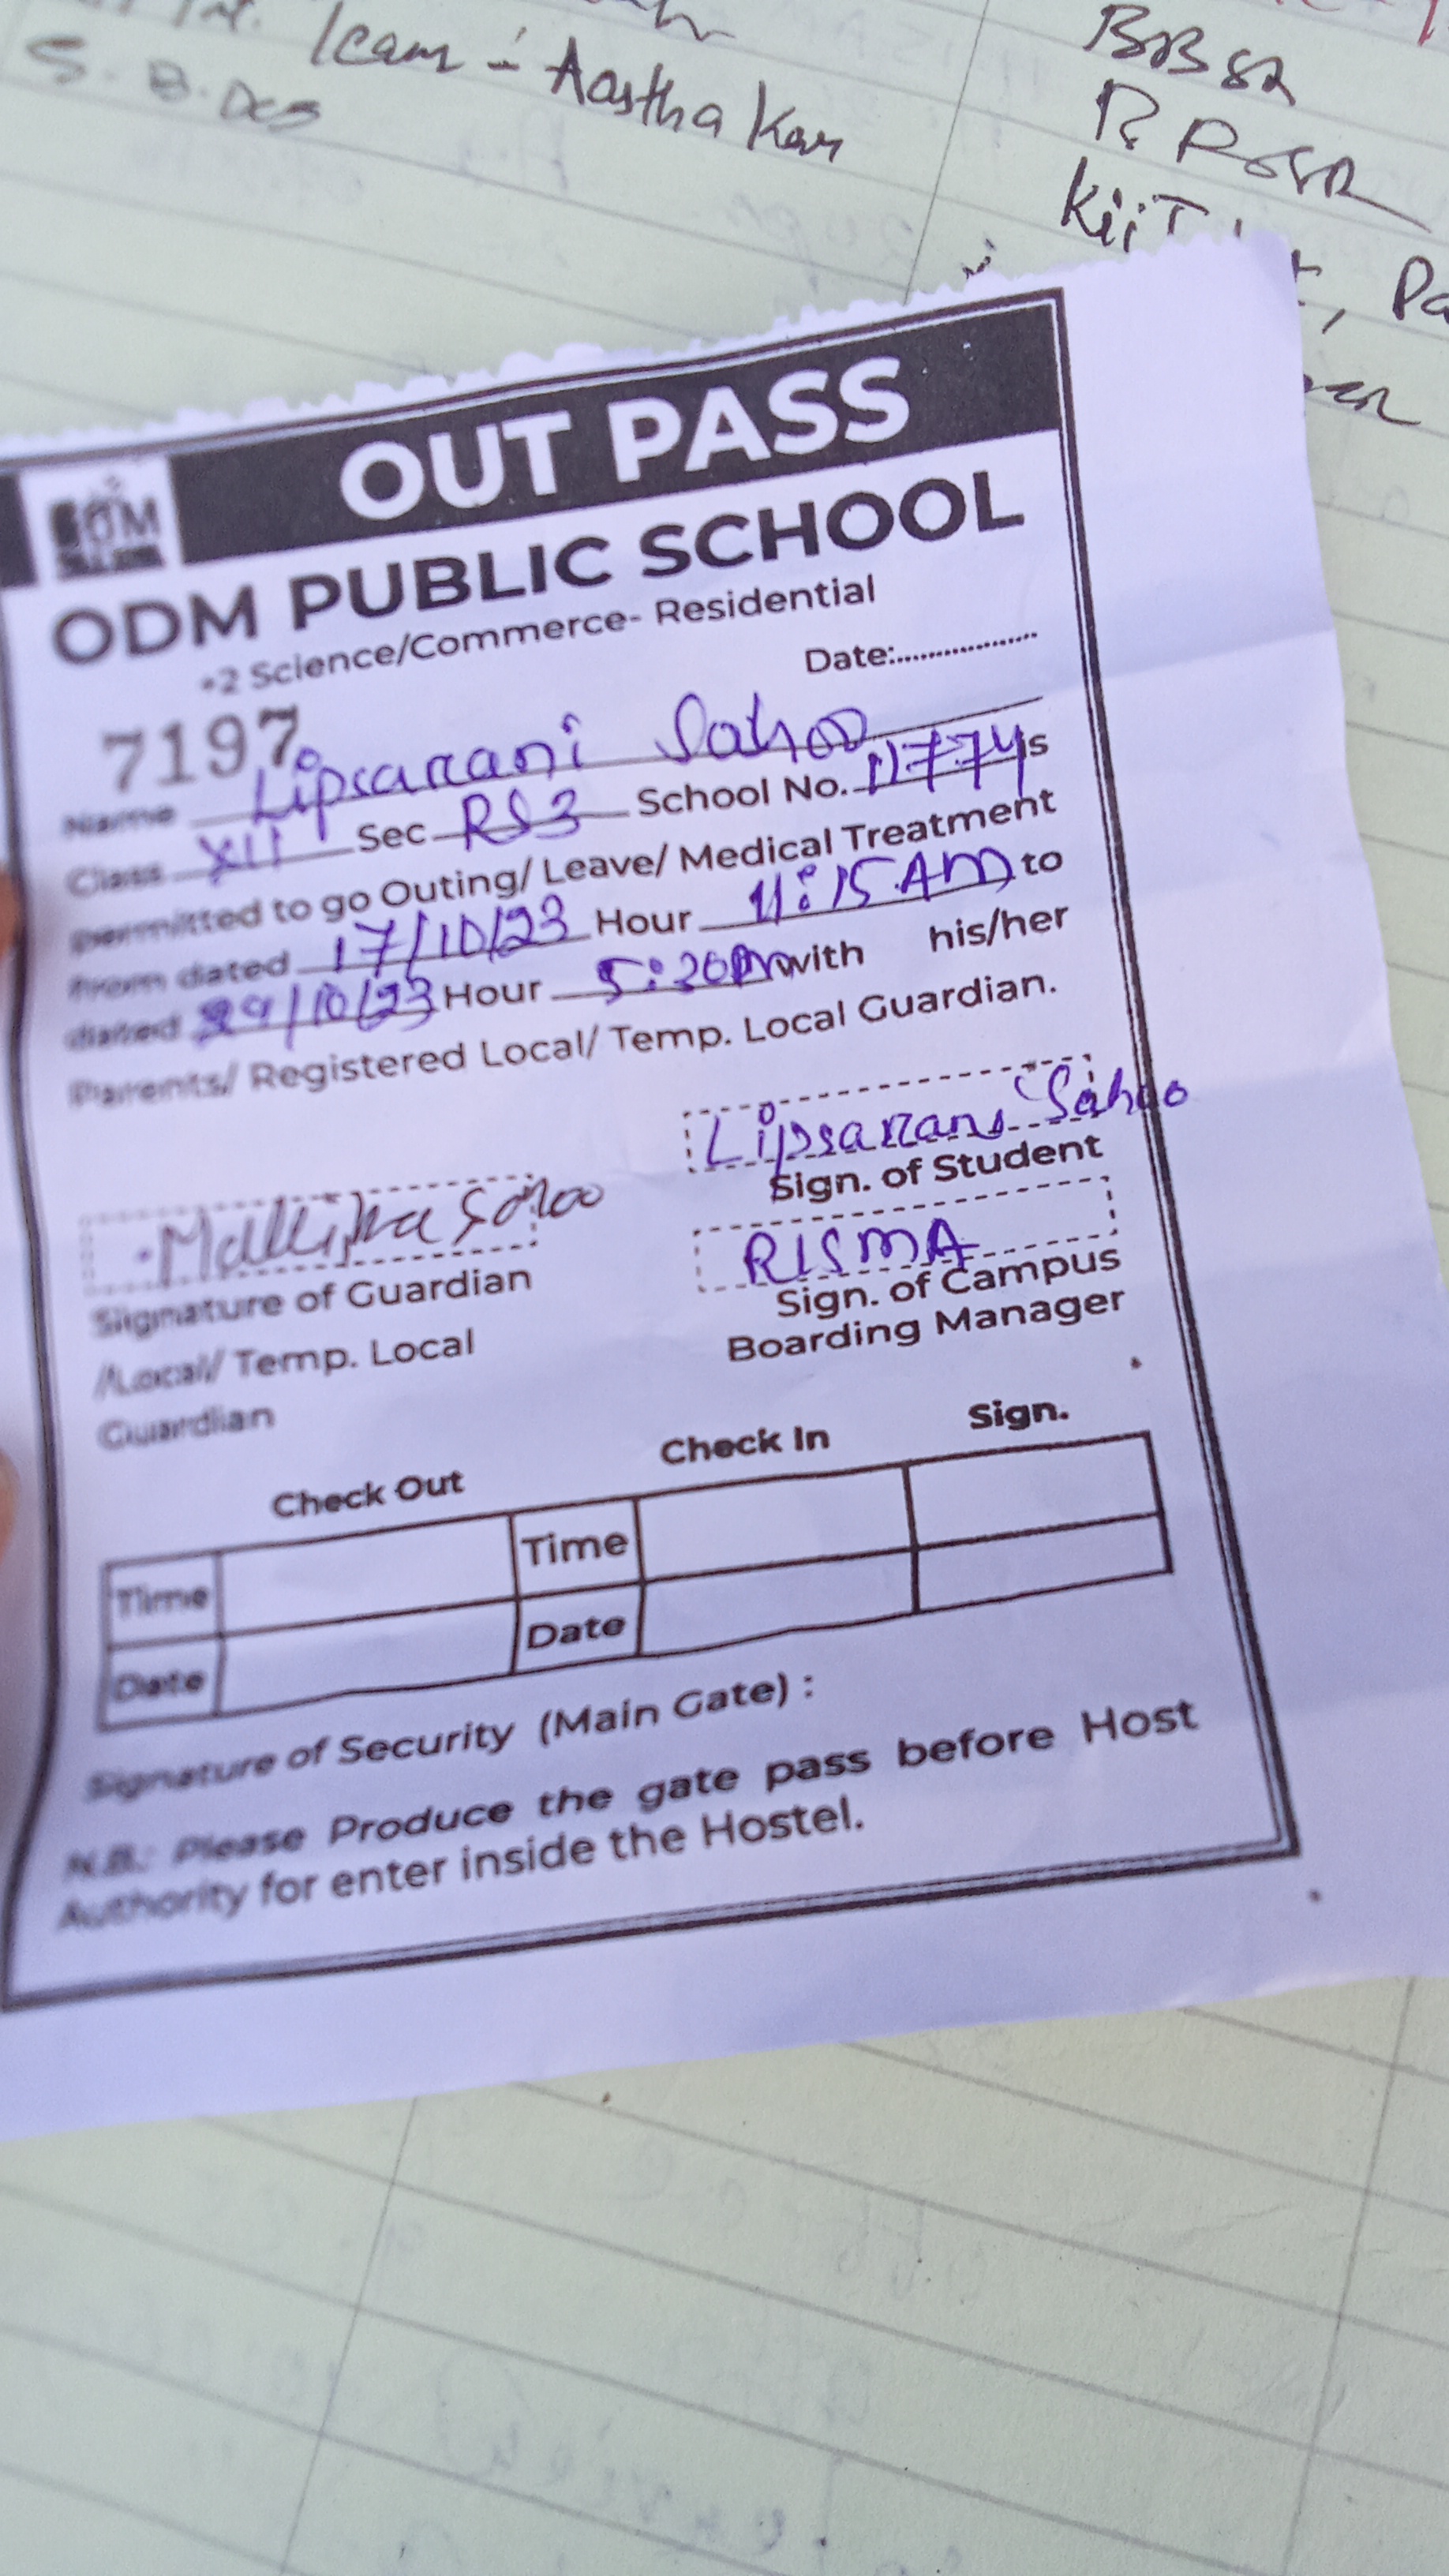 Icam - Aastha Kar
S. B. Das
BBSR
KiiT
OUT PASS
ODM
ODM PUBLIC SCHOOL
+2 Science/Commerce- Residential
Date:..................
7197
Name Lipsarani Sahoo
Class XII Sec RS3 School No. 11774 is
permitted to go Outing/ Leave/ Medical Treatment
from dated 17/10/23 Hour 11:15 AM to
dated 29/10/23 Hour 5:30PM with his/her
Parents/ Registered Local/ Temp. Local Guardian.
Lipsarani Sahoo
Sign. of Student
Mallika Sahoo
Signature of Guardian
/Local/ Temp. Local
Guardian
RISMA
Sign. of Campus
Boarding Manager
Check Out Check In Sign.
Time Time
Date Date
Signature of Security (Main Gate) :
N.B.: Please Produce the gate pass before Host
Authority for enter inside the Hostel.